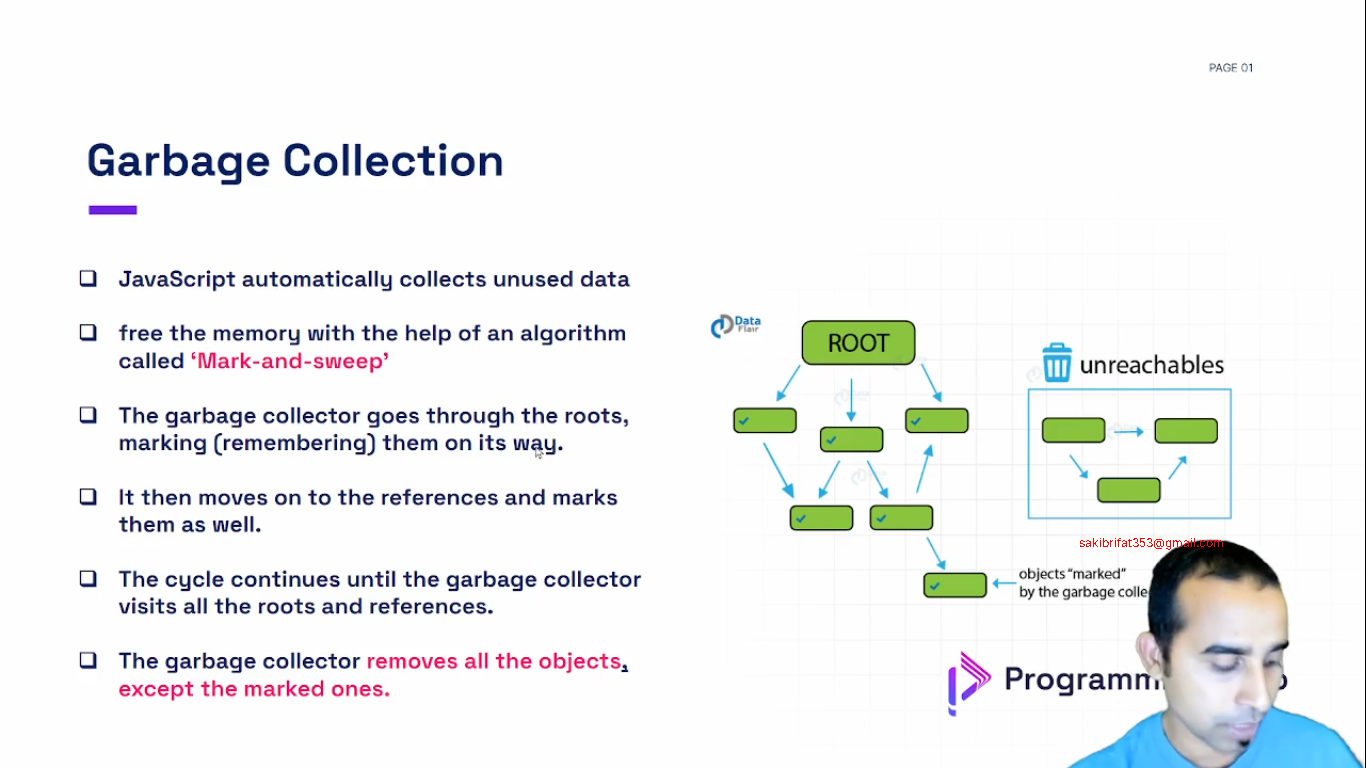 PAGE 01
Garbage Collection
JavaScript automatically collects unused data
free the memory with the help of an algorithm
called ‘Mark-and-sweep’
The garbage collector goes through the roots,
marking (remembering) them on its way.
It then moves on to the references and marks
them as well.
The cycle continues until the garbage collector
visits all the roots and references.
The garbage collector removes all the objects,
except the marked ones.
Data
Flair
ROOT
unreachables
sakibrifat353@gmail.com
objects “marked”
by the garbage